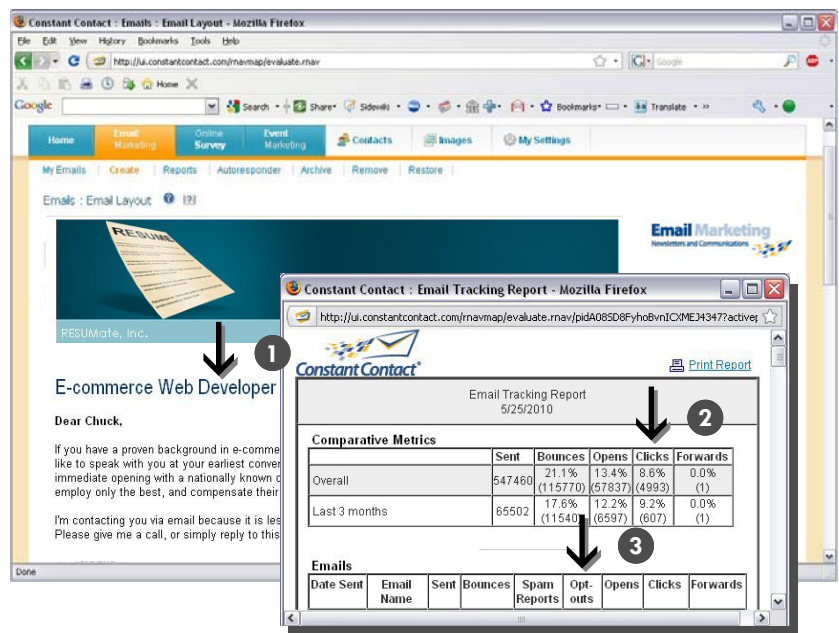 Constant Contact : Emails : Email Layout - Mozilla Firefox
File Edit View History Bookmarks Tools Help
http://ui.constantcontact.com/rnavmap/evaluate.rnav
Google
Home
Google Search Share Sidewiki Bookmarks Translate
Home Email Marketing Online Survey Event Marketing Contacts Images My Settings
My Emails Create Reports Autoresponder Archive Remove Restore
Emails : Email Layout ? [?]
RESUME
Email Marketing
Newsletters and Communications
RESUMate, Inc.
1
E-commerce Web Developer
Dear Chuck,
If you have a proven background in e-comme
like to speak with you at your earliest conver
immediate opening with a nationally known c
employ only the best, and compensate their
I'm contacting you via email because it is les
Please give me a call, or simply reply to this
Done
Constant Contact : Email Tracking Report - Mozilla Firefox
http://ui.constantcontact.com/rnavmap/evaluate.rnav/pidA085D8FyhoBvnICXMEJ4347?activep
Constant Contact®
Print Report
Email Tracking Report
5/25/2010
2
Comparative Metrics
Sent Bounces Opens Clicks Forwards
Overall 547460 21.1% (115770) 13.4% (57837) 8.6% (4993) 0.0% (1)
Last 3 months 65502 17.6% (11540) 12.2% (6597) 9.2% (607) 0.0% (1)
3
Emails
Date Sent Email Name Sent Bounces Spam Reports Opt-outs Opens Clicks Forwards